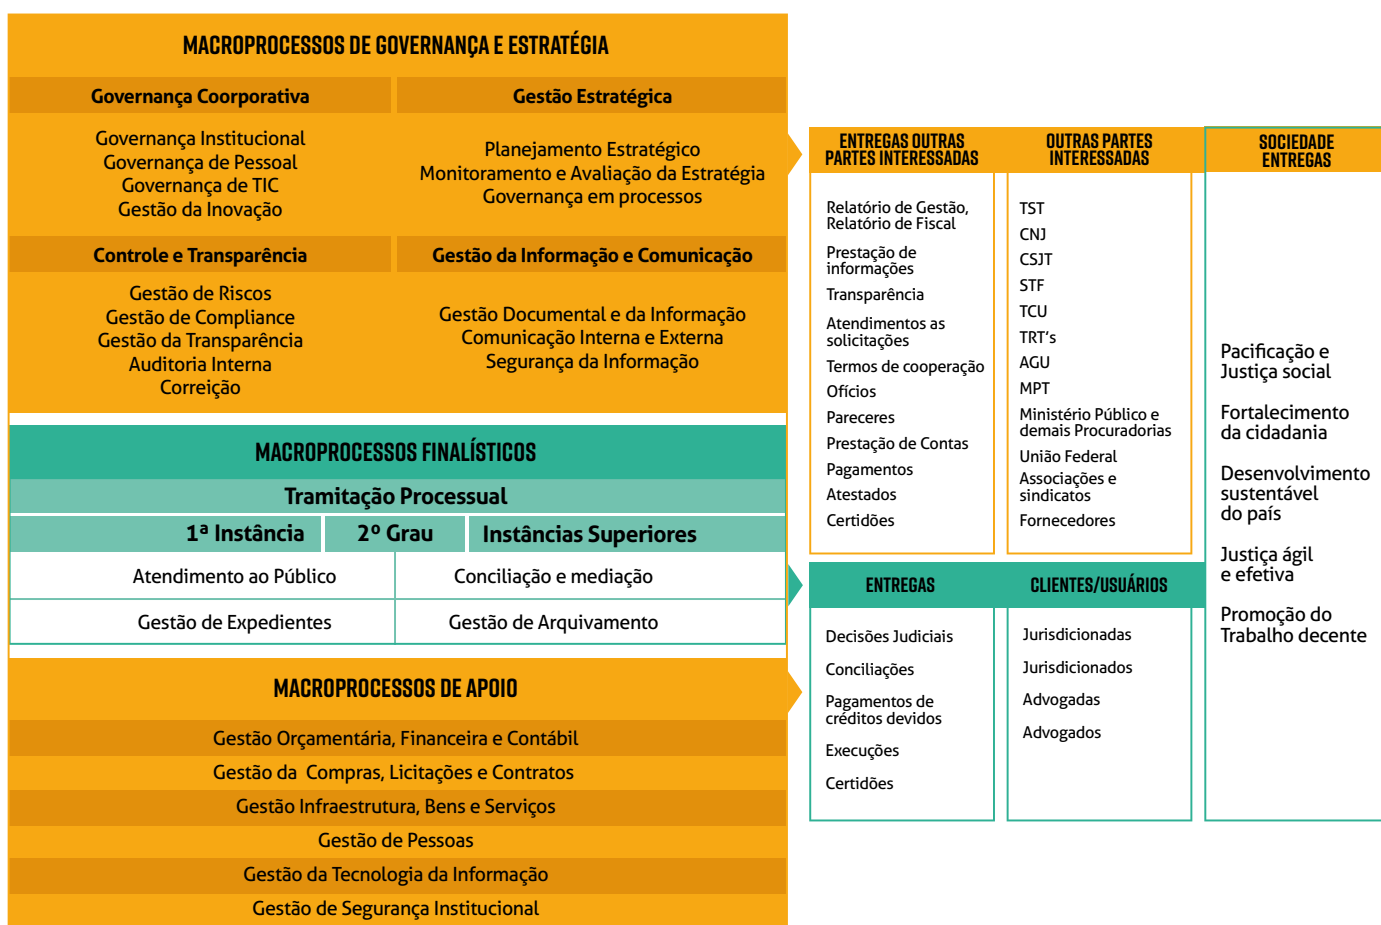 MACROPROCESSOS DE GOVERNANÇA E ESTRATÉGIA
Governança Coorporativa
Governança Institucional
Governança de Pessoal
Governança de TIC
Gestão da Inovação
Gestão Estratégica
Planejamento Estratégico
Monitoramento e Avaliação da Estratégia
Governança em processos
Controle e Transparência
Gestão de Riscos
Gestão de Compliance
Gestão da Transparência
Auditoria Interna
Correição
Gestão da Informação e Comunicação
Gestão Documental e da Informação
Comunicação Interna e Externa
Segurança da Informação
MACROPROCESSOS FINALÍSTICOS
Tramitação Processual
1ª Instância
2º Grau
Instâncias Superiores
Atendimento ao Público
Conciliação e mediação
Gestão de Expedientes
Gestão de Arquivamento
MACROPROCESSOS DE APOIO
Gestão Orçamentária, Financeira e Contábil
Gestão da Compras, Licitações e Contratos
Gestão Infraestrutura, Bens e Serviços
Gestão de Pessoas
Gestão da Tecnologia da Informação
Gestão de Segurança Institucional
ENTREGAS OUTRAS
PARTES INTERESSADAS
Relatório de Gestão,
Relatório de Fiscal
Prestação de
informações
Transparência
Atendimentos as
solicitações
Termos de cooperação
Ofícios
Pareceres
Prestação de Contas
Pagamentos
Atestados
Certidões
OUTRAS PARTES
INTERESSADAS
TST
CNJ
CSJT
STF
TCU
TRT's
AGU
MPT
Ministério Público e
demais Procuradorias
União Federal
Associações e
sindicatos
Fornecedores
ENTREGAS
Decisões Judiciais
Conciliações
Pagamentos de
créditos devidos
Execuções
Certidões
CLIENTES/USUÁRIOS
Jurisdicionadas
Jurisdicionados
Advogadas
Advogados
SOCIEDADE
ENTREGAS
Pacificação e
Justiça social
Fortalecimento
da cidadania
Desenvolvimento
sustentável
do país
Justiça ágil
e efetiva
Promoção do
Trabalho decente